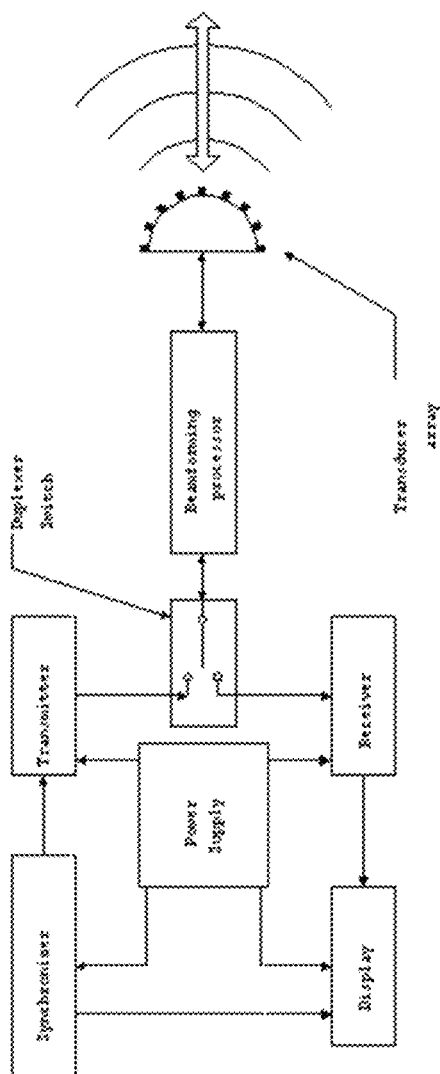 Synchronizer
Transmitter
Duplexer
Switch
Power
Supply
Display
Receiver
Beamforming
processor
Transducer
array